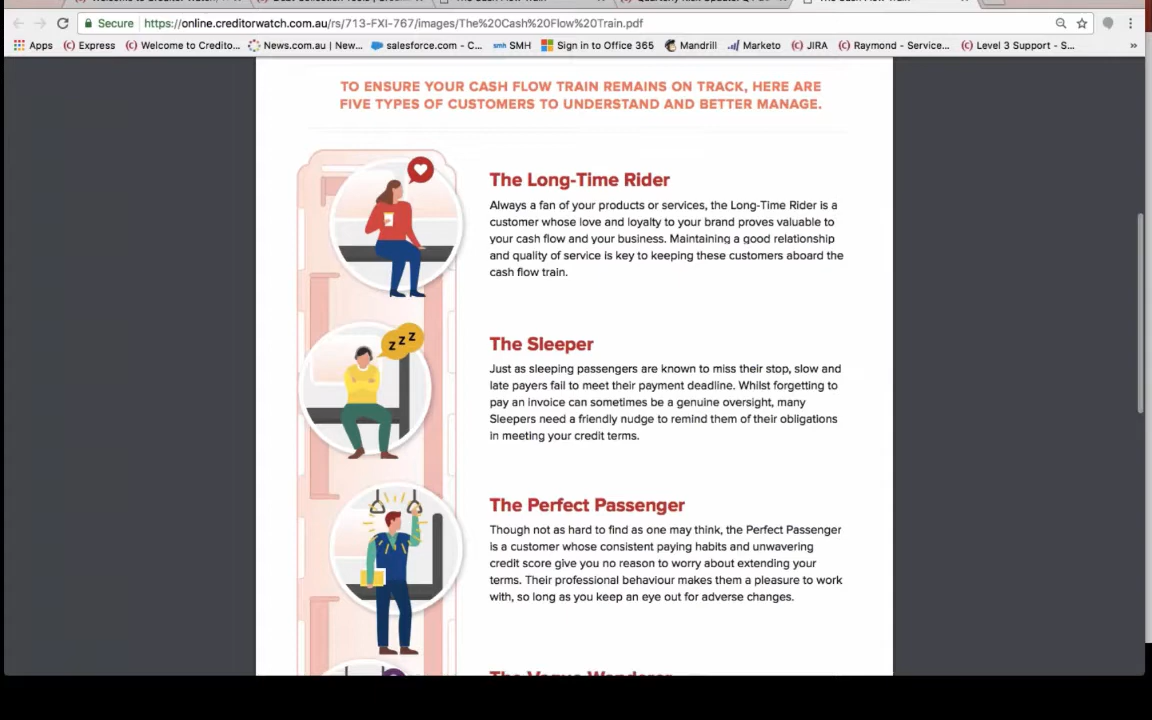 Secure https://online.creditorwatch.com.au/rs/713-FXI-767/images/The%20Cash%20Flow%20Train.pdf
Apps Express Welcome to Credito... News.com.au | New... salesforce.com - C... smh SMH Sign in to Office 365 Mandrill Marketo JIRA Raymond - Service... Level 3 Support - S... »
TO ENSURE YOUR CASH FLOW TRAIN REMAINS ON TRACK, HERE ARE
FIVE TYPES OF CUSTOMERS TO UNDERSTAND AND BETTER MANAGE.
The Long-Time Rider
Always a fan of your products or services, the Long-Time Rider is a
customer whose love and loyalty to your brand proves valuable to
your cash flow and your business. Maintaining a good relationship
and quality of service is key to keeping these customers aboard the
cash flow train.
z z z
The Sleeper
Just as sleeping passengers are known to miss their stop, slow and
late payers fail to meet their payment deadline. Whilst forgetting to
pay an invoice can sometimes be a genuine oversight, many
Sleepers need a friendly nudge to remind them of their obligations
in meeting your credit terms.
The Perfect Passenger
Though not as hard to find as one may think, the Perfect Passenger
is a customer whose consistent paying habits and unwavering
credit score give you no reason to worry about extending your
terms. Their professional behaviour makes them a pleasure to work
with, so long as you keep an eye out for adverse changes.
The Vague Wanderer